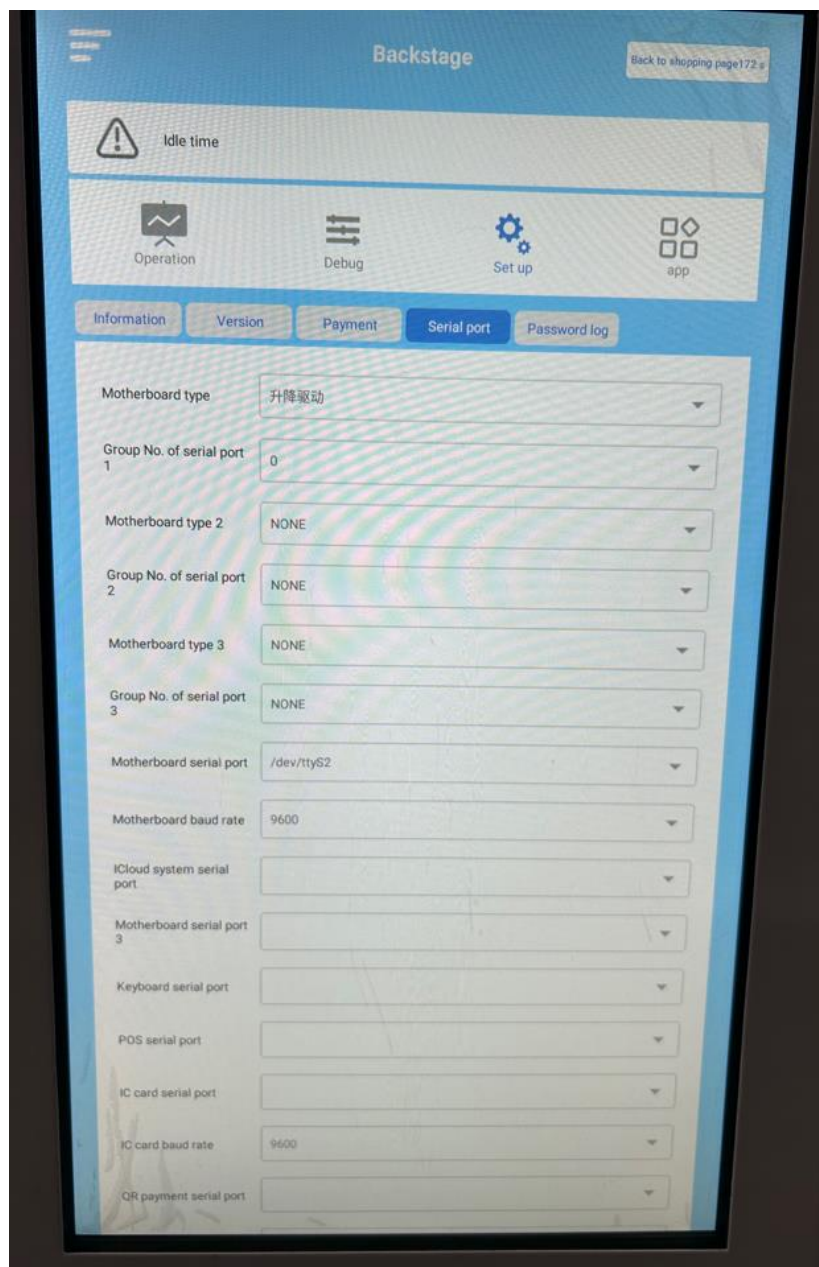 Backstage
Back to shopping page172 s
Idle time
Operation
Debug
Set up
app
Information
Version
Payment
Serial port
Password log
Motherboard type
升降驱动
Group No. of serial port
1
0
Motherboard type 2
NONE
Group No. of serial port
2
NONE
Motherboard type 3
NONE
Group No. of serial port
3
NONE
Motherboard serial port
/dev/ttyS2
Motherboard baud rate
9600
ICloud system serial
port
Motherboard serial port
3
Keyboard serial port
POS serial port
IC card serial port
IC card baud rate
9600
QR payment serial port